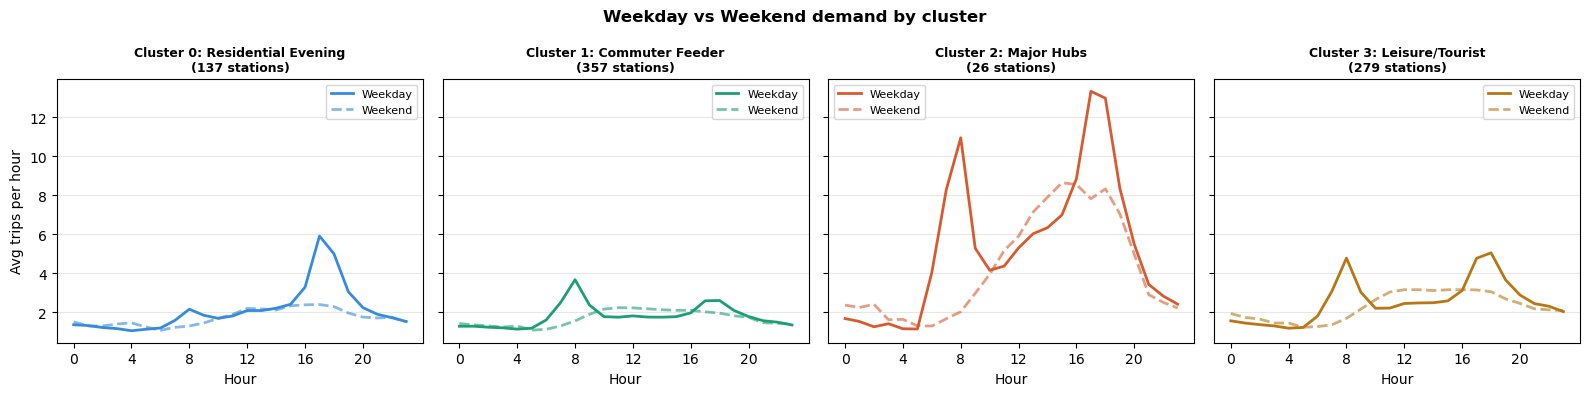 Weekday vs Weekend demand by cluster
Cluster 0: Residential Evening
(137 stations)
Weekday
Weekend
12
10
8
6
4
2
Avg trips per hour
0 4 8 12 16 20
Hour
Cluster 1: Commuter Feeder
(357 stations)
Weekday
Weekend
0 4 8 12 16 20
Hour
Cluster 2: Major Hubs
(26 stations)
Weekday
Weekend
0 4 8 12 16 20
Hour
Cluster 3: Leisure/Tourist
(279 stations)
Weekday
Weekend
0 4 8 12 16 20
Hour